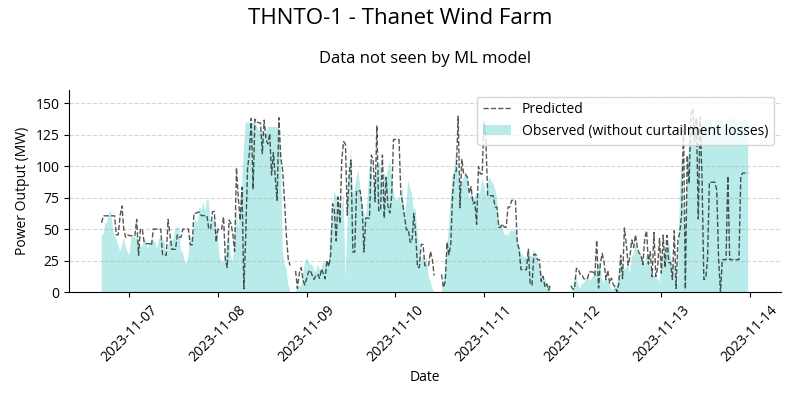 THNTO-1 - Thanet Wind Farm
Data not seen by ML model
Predicted
Observed (without curtailment losses)
Power Output (MW)
150
125
100
75
50
25
0
2023-11-07
2023-11-08
2023-11-09
2023-11-10
2023-11-11
2023-11-12
2023-11-13
2023-11-14
Date